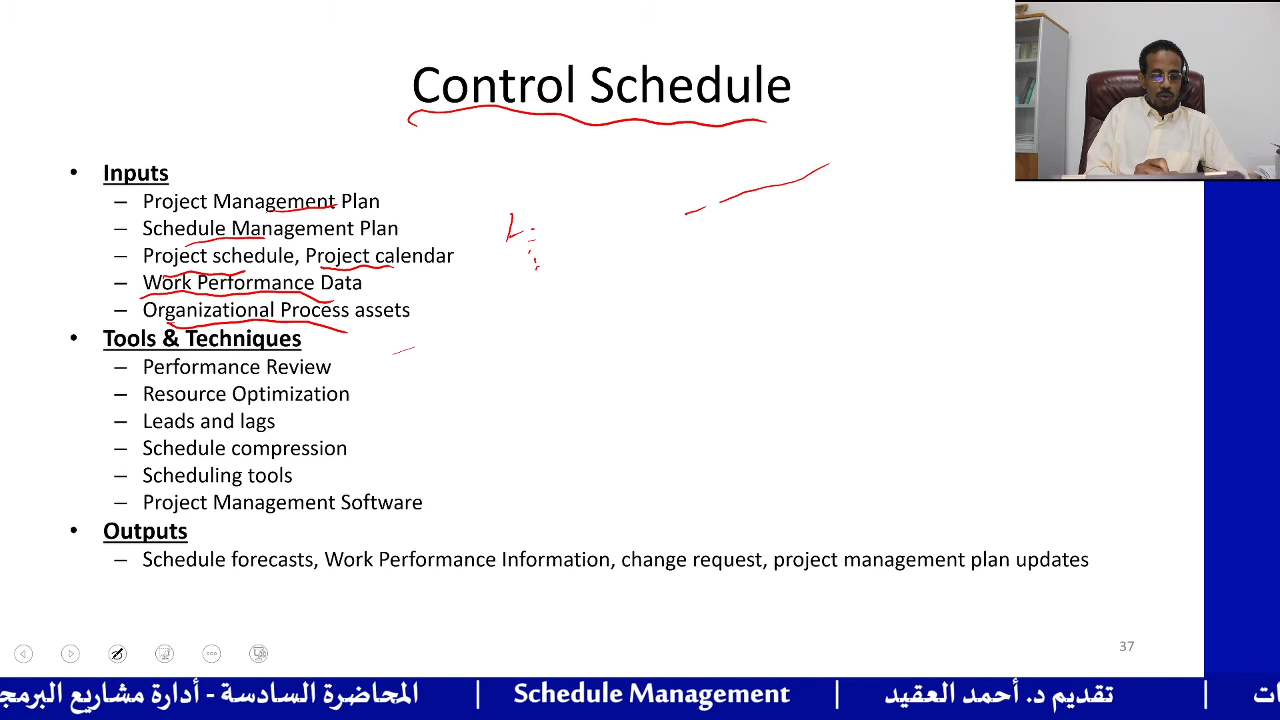 Control Schedule
• Inputs
– Project Management Plan
– Schedule Management Plan
– Project schedule, Project calendar
– Work Performance Data
– Organizational Process assets
• Tools & Techniques
– Performance Review
– Resource Optimization
– Leads and lags
– Schedule compression
– Scheduling tools
– Project Management Software
• Outputs
– Schedule forecasts, Work Performance Information, change request, project management plan updates
37
المحاضرة السادسة - أدارة مشاريع البرمج | Schedule Management | تقديم د. أحمد العقيد | ات